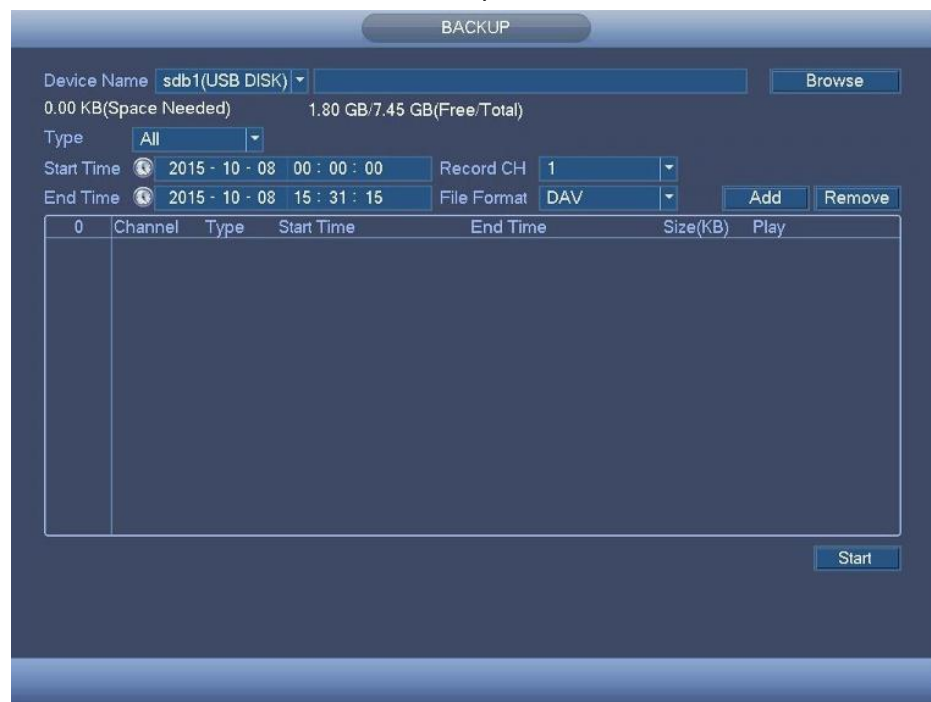 BACKUP
Device Name sdb1(USB DISK) Browse
0.00 KB(Space Needed) 1.80 GB/7.45 GB(Free/Total)
Type All
Start Time 2015 - 10 - 08 00 : 00 : 00 Record CH 1
End Time 2015 - 10 - 08 15 : 31 : 15 File Format DAV Add Remove
0 Channel Type Start Time End Time Size(KB) Play
Start